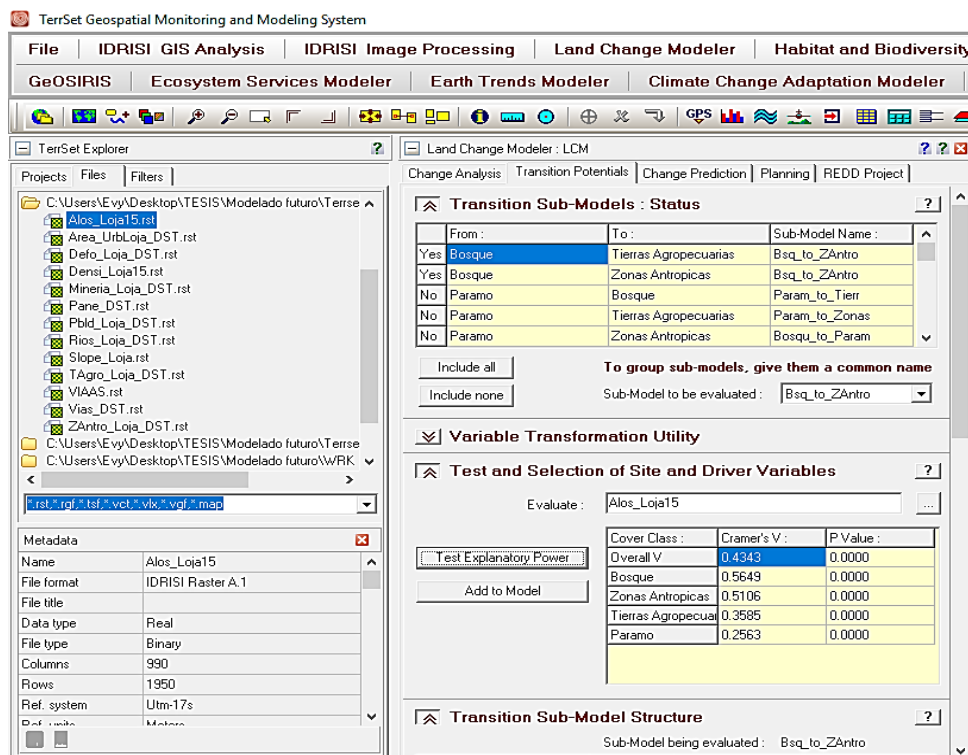 TerrSet Geospatial Monitoring and Modeling System
File IDRISI GIS Analysis IDRISI Image Processing Land Change Modeler Habitat and Biodiversity
GeOSIRIS Ecosystem Services Modeler Earth Trends Modeler Climate Change Adaptation Modeler
GPS
TerrSet Explorer ?
Projects Files Filters
C:\Users\Evy\Desktop\TESIS\Modelado futuro\Terrse
Alos_Loja15.rst
Area_UrbLoja_DST.rst
Defo_Loja_DST.rst
Densi_Loja15.rst
Mineria_Loja_DST.rst
Pane_DST.rst
Pbld_Loja_DST.rst
Rios_Loja_DST.rst
Slope_Loja.rst
TAgro_Loja_DST.rst
VIAAS.rst
Vias_DST.rst
ZAntro_Loja_DST.rst
C:\Users\Evy\Desktop\TESIS\Modelado futuro\Terrse
C:\Users\Evy\Desktop\TESIS\Modelado futuro\WRK
*.rst,*.rgf,*.tsf,*.vct,*.vlx,*.vgf,*.map
Metadata
Name Alos_Loja15
File format IDRISI Raster A.1
File title
Data type Real
File type Binary
Columns 990
Rows 1950
Ref. system Utm-17s
Ref. units Meters
Land Change Modeler : LCM ? ?
Change Analysis Transition Potentials Change Prediction Planning REDD Project
Transition Sub-Models : Status ?
From : To : Sub-Model Name :
Yes Bosque Tierras Agropecuarias Bsq_to_ZAntro
Yes Bosque Zonas Antropicas Bsq_to_ZAntro
No Paramo Bosque Param_to_Tierr
No Paramo Tierras Agropecuarias Param_to_Zonas
No Paramo Zonas Antropicas Bosqu_to_Param
Include all To group sub-models, give them a common name
Include none Sub-Model to be evaluated : Bsq_to_ZAntro
Variable Transformation Utility
Test and Selection of Site and Driver Variables ?
Evaluate : Alos_Loja15 ...
Cover Class : Cramer's V : P Value :
Test Explanatory Power Overall V 0.4343 0.0000
Bosque 0.5649 0.0000
Add to Model Zonas Antropicas 0.5106 0.0000
Tierras Agropecuar 0.3585 0.0000
Paramo 0.2563 0.0000
Transition Sub-Model Structure ?
Sub-Model being evaluated : Bsq_to_ZAntro